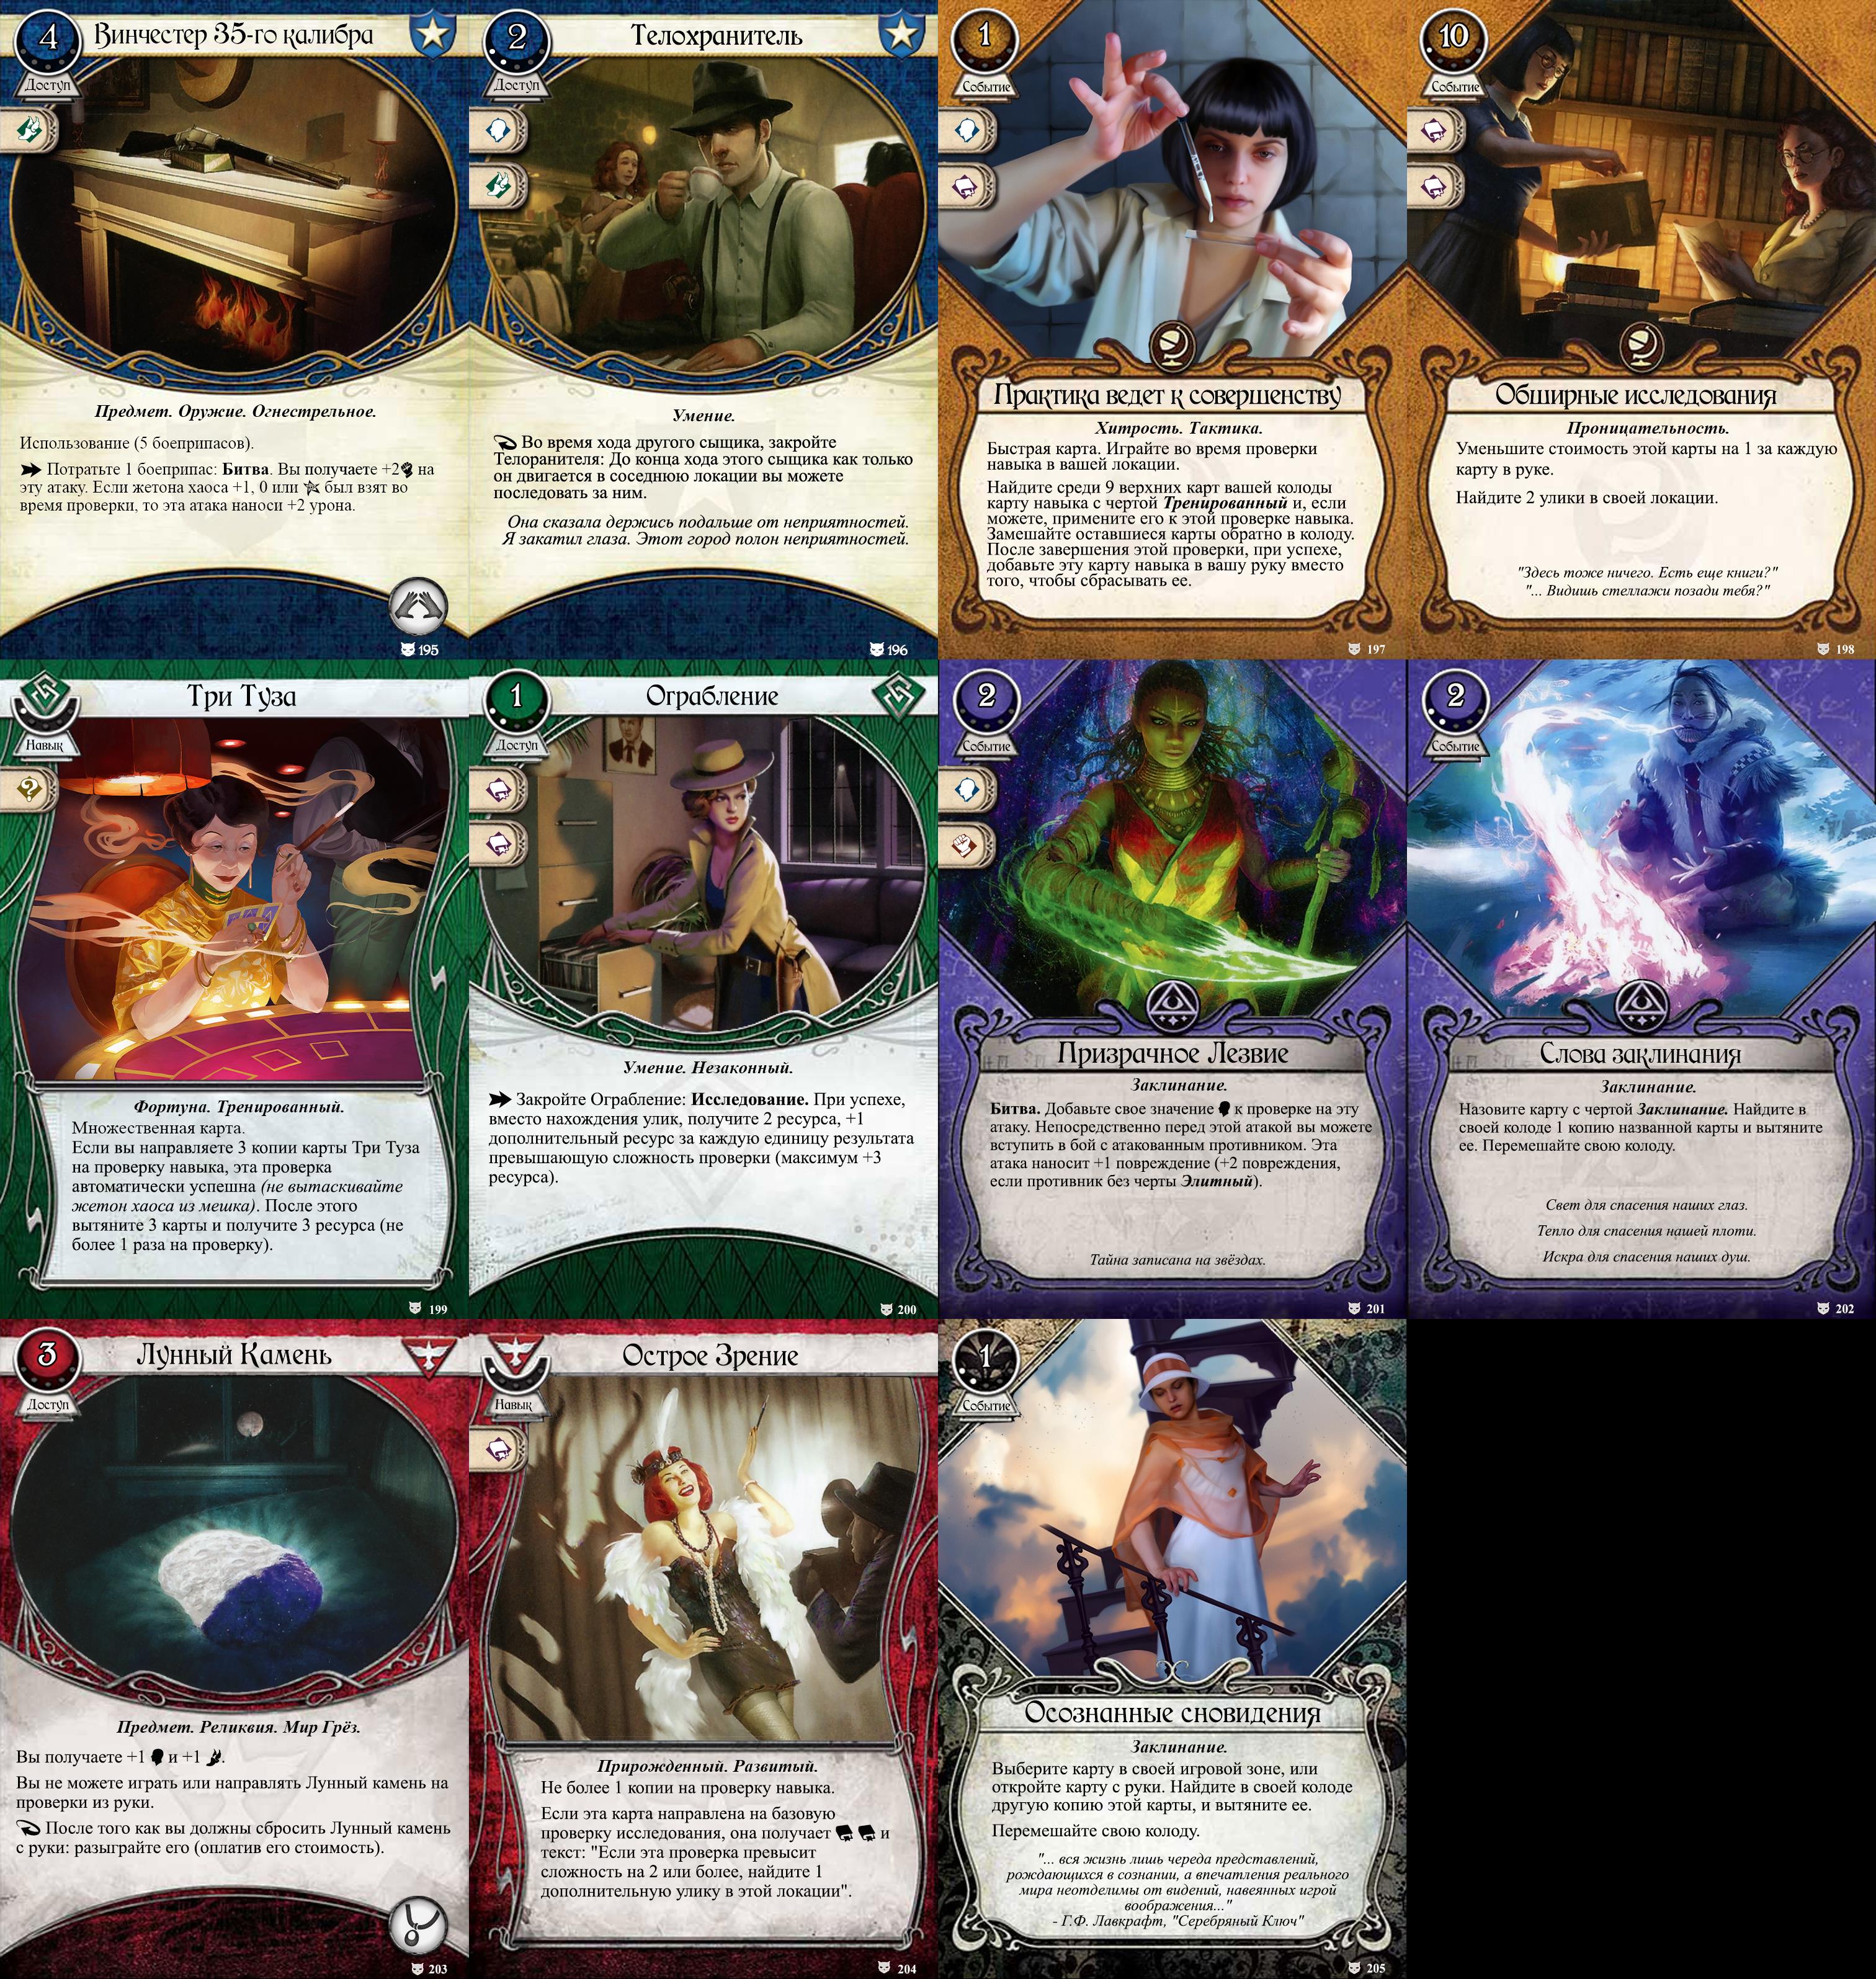 4
Винчестер 35-го калибра
Доступ
Предмет. Оружие. Огнестрельное.
Использование (5 боеприпасов).
Потратьте 1 боеприпас: Битва. Вы получаете +2 на
эту атаку. Если жетона хаоса +1, 0 или был взят во
время проверки, то эта атака наноси +2 урона.
195
2
Телохранитель
Доступ
Умение.
Во время хода другого сыщика, закройте
Телоранителя: До конца хода этого сыщика как только
он двигается в соседнюю локации вы можете
последовать за ним.
Она сказала держись подальше от неприятностей.
Я закатил глаза. Этот город полон неприятностей.
196
1
Событие
Практика ведет к совершенству
Хитрость. Тактика.
Быстрая карта. Играйте во время проверки
навыка в вашей локации.
Найдите среди 9 верхних карт вашей колоды
карту навыка с чертой Тренированный и, если
можете, примените его к этой проверке навыка.
Замешайте оставшиеся карты обратно в колоду.
После завершения этой проверки, при успехе,
добавьте эту карту навыка в вашу руку вместо
того, чтобы сбрасывать ее.
197
10
Событие
Обширные исследования
Проницательность.
Уменьшите стоимость этой карты на 1 за каждую
карту в руке.
Найдите 2 улики в своей локации.
"Здесь тоже ничего. Есть еще книги?"
"... Видишь стеллажи позади тебя?"
198
Три Туза
Навык
?
Фортуна. Тренированный.
Множественная карта.
Если вы направляете 3 копии карты Три Туза
на проверку навыка, эта проверка
автоматически успешна (не вытаскивайте
жетон хаоса из мешка). После этого
вытяните 3 карты и получите 3 ресурса (не
более 1 раза на проверку).
199
1
Ограбление
Доступ
Умение. Незаконный.
Закройте Ограбление: Исследование. При успехе,
вместо нахождения улик, получите 2 ресурса, +1
дополнительный ресурс за каждую единицу результата
превышающую сложность проверки (максимум +3
ресурса).
200
2
Событие
Призрачное Лезвие
Заклинание.
Битва. Добавьте свое значение к проверке на эту
атаку. Непосредственно перед этой атакой вы можете
вступить в бой с атакованным противником. Эта
атака наносит +1 повреждение (+2 повреждения,
если противник без черты Элитный).
Тайна записана на звёздах.
201
2
Событие
Слова заклинания
Заклинание.
Назовите карту с чертой Заклинание. Найдите в
своей колоде 1 копию названной карты и вытяните
ее. Перемешайте свою колоду.
Свет для спасения наших глаз.
Тепло для спасения нашей плоти.
Искра для спасения наших душ.
202
3
Лунный Камень
Доступ
Предмет. Реликвия. Мир Грёз.
Вы получаете +1 и +1 .
Вы не можете играть или направлять Лунный камень на
проверки из руки.
После того как вы должны сбросить Лунный камень
с руки: разыграйте его (оплатив его стоимость).
203
Острое Зрение
Навык
Прирожденный. Развитый.
Не более 1 копии на проверку навыка.
Если эта карта направлена на базовую
проверку исследования, она получает и
текст: "Если эта проверка превысит
сложность на 2 или более, найдите 1
дополнительную улику в этой локации".
204
1
Событие
Осознанные сновидения
Заклинание.
Выберите карту в своей игровой зоне, или
откройте карту с руки. Найдите в своей колоде
другую копию этой карты, и вытяните ее.
Перемешайте свою колоду.
"... вся жизнь лишь череда представлений,
рождающихся в сознании, а впечатления реального
мира неотделимы от видений, навеянных игрой
воображения..."
- Г.Ф. Лавкрафт, "Серебряный Ключ"
205